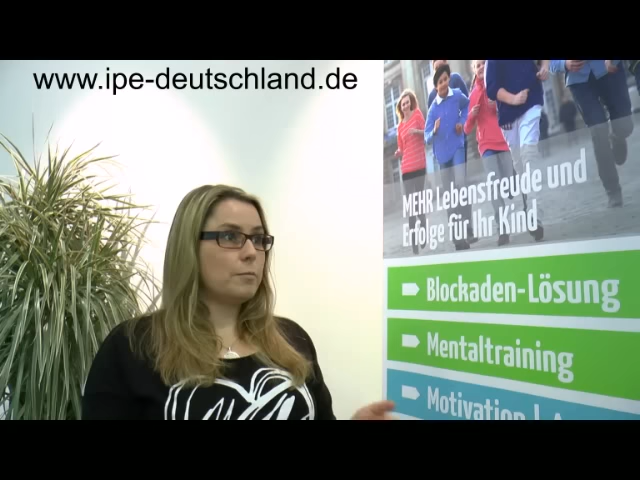 www.ipe-deutschland.de
MEHR Lebensfreude und
Erfolge für Ihr Kind
Blockaden-Lösung
Mentaltraining
Motivation